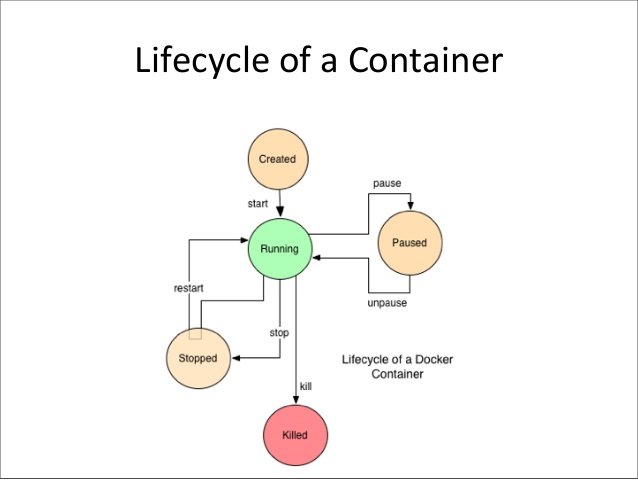 Lifecycle of a Container
Created
start
pause
Running
Paused
restart
unpause
stop
Stopped
Lifecycle of a Docker
Container
kill
Killed